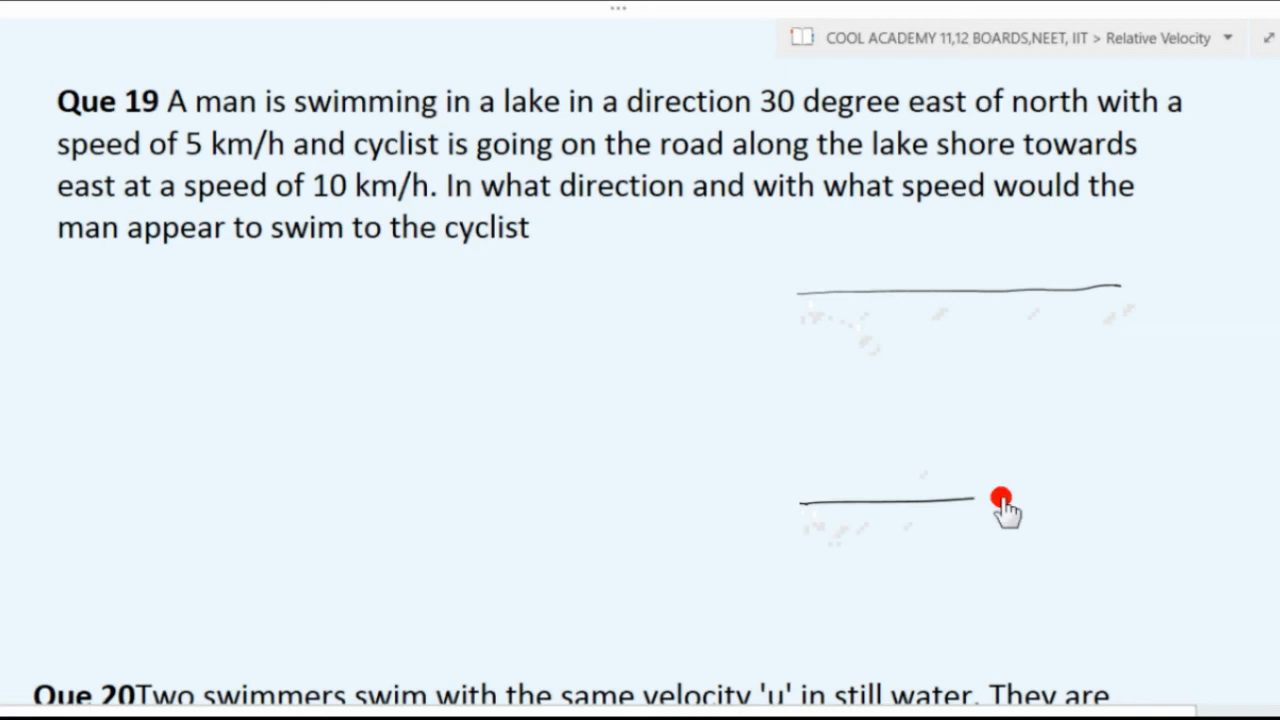 COOL ACADEMY 11,12 BOARDS,NEET, IIT > Relative Velocity
Que 19 A man is swimming in a lake in a direction 30 degree east of north with a
speed of 5 km/h and cyclist is going on the road along the lake shore towards
east at a speed of 10 km/h. In what direction and with what speed would the
man appear to swim to the cyclist
Que 20Two swimmers swim with the same velocity 'u' in still water. They are